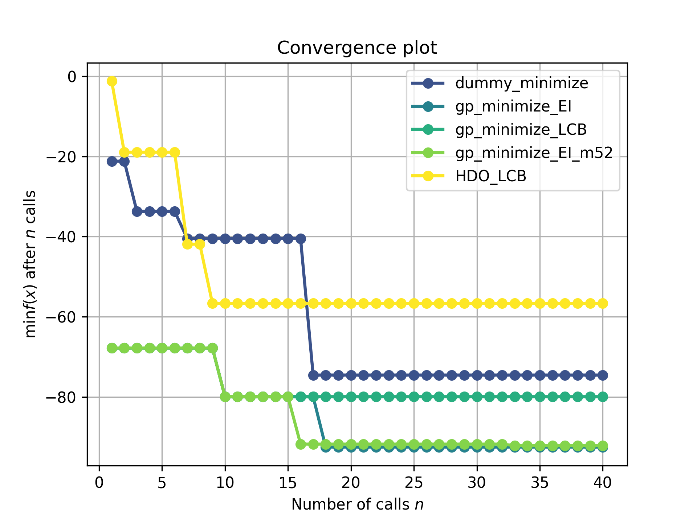 Convergence plot
min f(x) after n calls
0
−20
−40
−60
−80
dummy_minimize
gp_minimize_EI
gp_minimize_LCB
gp_minimize_EI_m52
HDO_LCB
0 5 10 15 20 25 30 35 40
Number of calls n